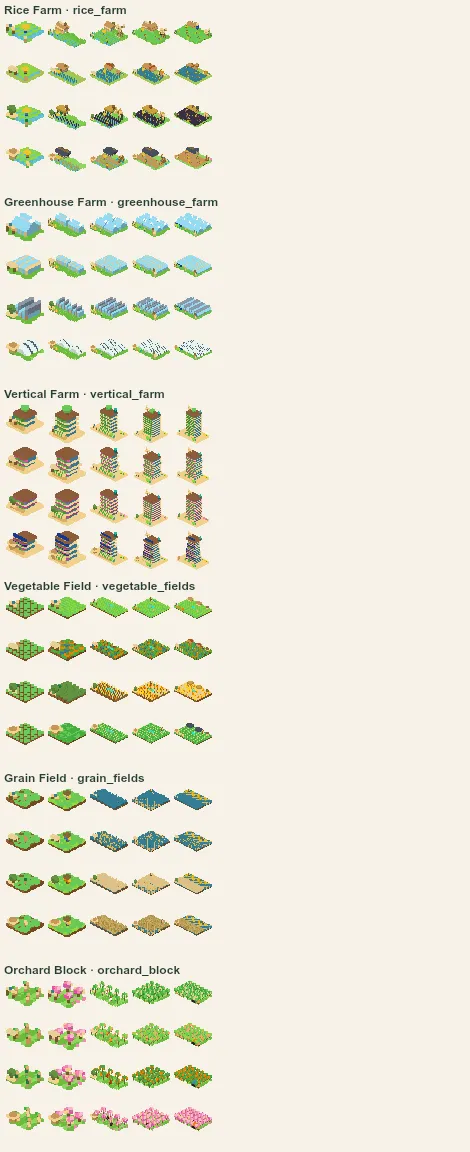 Rice Farm · rice_farm
Greenhouse Farm · greenhouse_farm
Vertical Farm · vertical_farm
Vegetable Field · vegetable_fields
Grain Field · grain_fields
Orchard Block · orchard_block